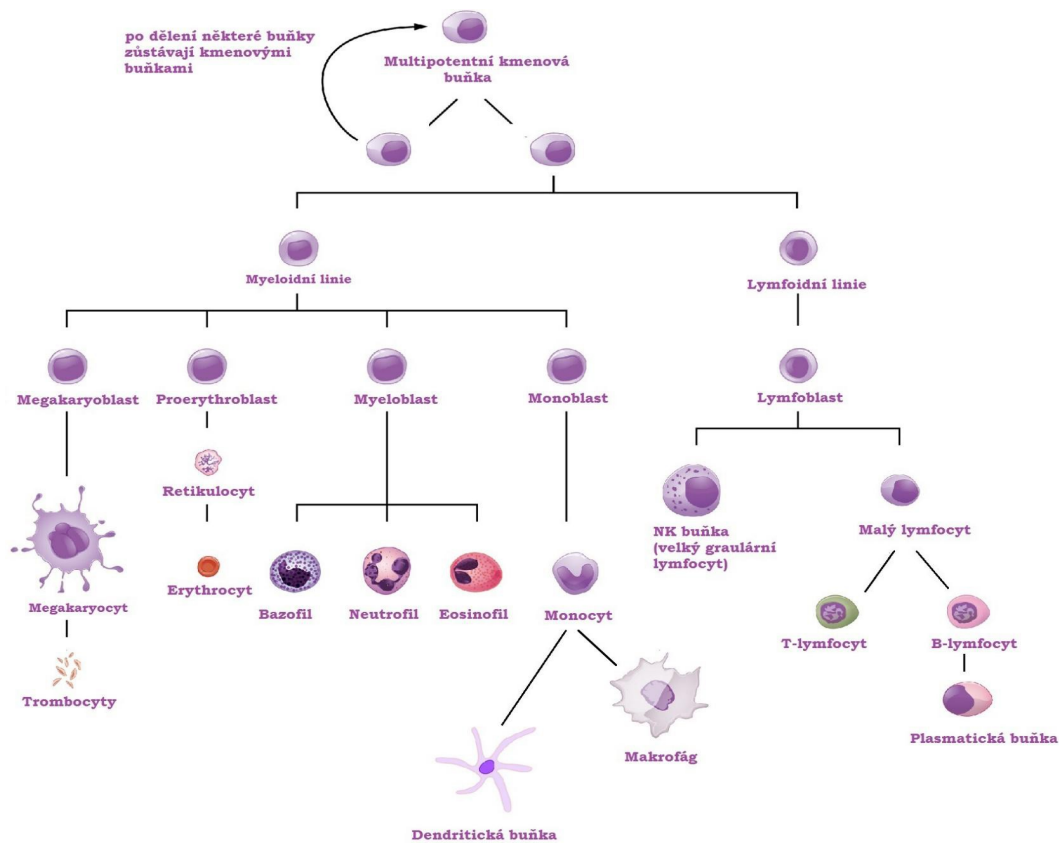 po dělení některé buňky
zůstávají kmenovými
buňkami
Multipotentní kmenová
buňka
Myeloidní linie
Lymfoidní linie
Megakaryoblast
Proerythroblast
Myeloblast
Monoblast
Lymfoblast
Retikulocyt
NK buňka
(velký graulární
lymfocyt)
Malý lymfocyt
Megakaryocyt
Erythrocyt
Bazofil
Neutrofil
Eosinofil
Monocyt
T-lymfocyt
B-lymfocyt
Trombocyty
Makrofág
Plasmatická buňka
Dendritická buňka